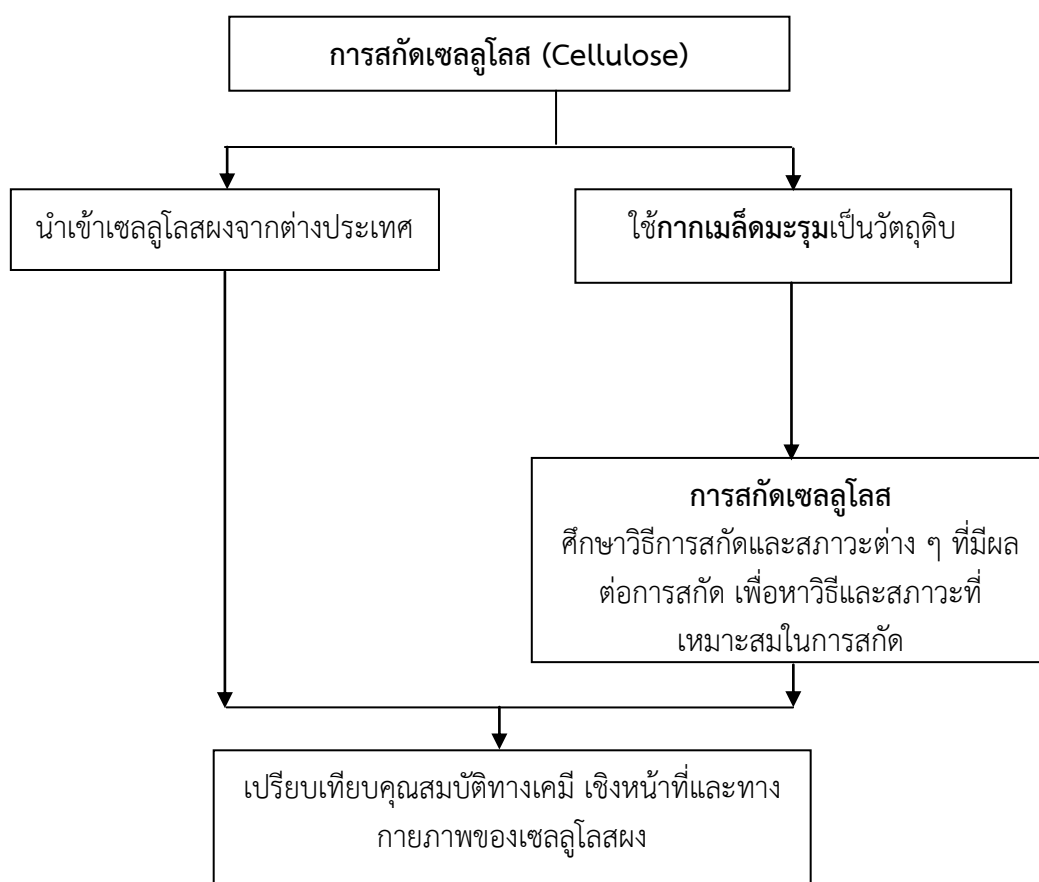 การสกัดเซลลูโลส (Cellulose)
นำเข้าเซลลูโลสผงจากต่างประเทศ
ใช้กากเมล็ดมะรุมเป็นวัตถุดิบ
การสกัดเซลลูโลส
ศึกษาวิธีการสกัดและสภาวะต่าง ๆ ที่มีผล
ต่อการสกัด เพื่อหาวิธีและสภาวะที่
เหมาะสมในการสกัด
เปรียบเทียบคุณสมบัติทางเคมี เชิงหน้าที่และทาง
กายภาพของเซลลูโลสผง